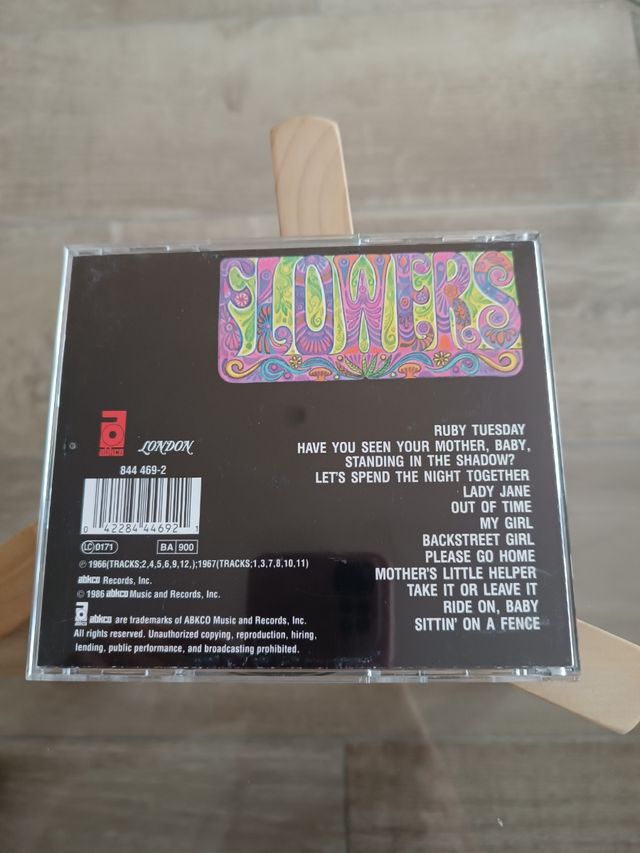 FLOWERS
RUBY TUESDAY
HAVE YOU SEEN YOUR MOTHER, BABY,
STANDING IN THE SHADOW?
LET'S SPEND THE NIGHT TOGETHER
LADY JANE
OUT OF TIME
MY GIRL
BACKSTREET GIRL
PLEASE GO HOME
MOTHER'S LITTLE HELPER
TAKE IT OR LEAVE IT
RIDE ON, BABY
SITTIN' ON A FENCE
abkco
LONDON
844 469-2
0 42284 44692 1
LC 0171
BA 900
℗ 1966(TRACKS;2,4,5,6,9,12,);1967(TRACKS;1,3,7,8,10,11)
abkco Records, Inc.
© 1986 abkco Music and Records, Inc.
abkco are trademarks of ABKCO Music and Records, Inc.
All rights reserved. Unauthorized copying, reproduction, hiring,
lending, public performance, and broadcasting prohibited.